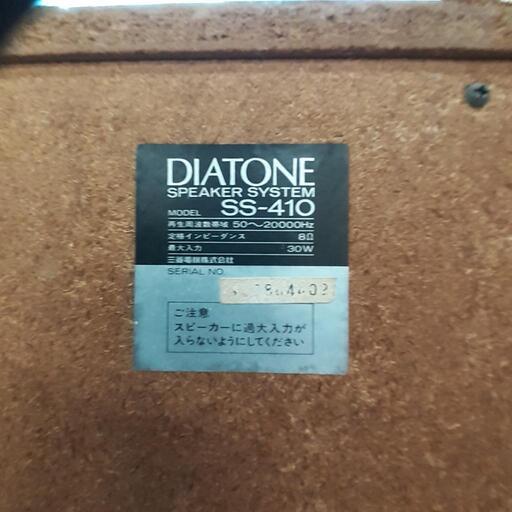 DIATONE
SPEAKER SYSTEM
MODEL SS-410
再生周波数帯域 50〜20000Hz
定格インピーダンス 8Ω
最大入力 30W
三菱電機株式会社
SERIAL NO.
ご注意
スピーカーに過大入力が
入らないようにしてください